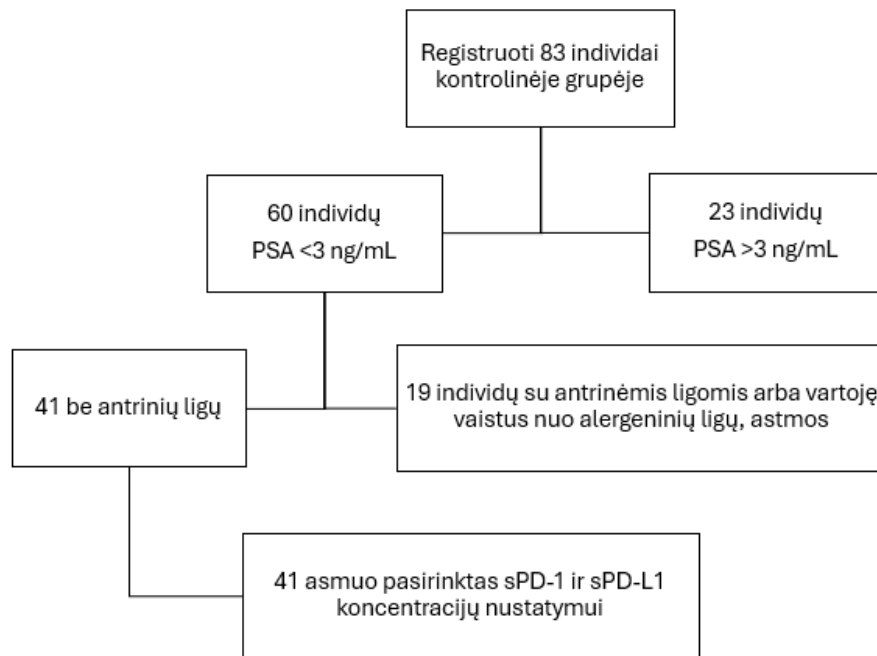 Registruoti 83 individai
kontrolinėje grupėje
60 individų
PSA <3 ng/mL
23 individų
PSA >3 ng/mL
41 be antrinių ligų
19 individų su antrinėmis ligomis arba vartoję
vaistus nuo alergeninių ligų, astmos
41 asmuo pasirinktas sPD-1 ir sPD-L1
koncentracijų nustatymui